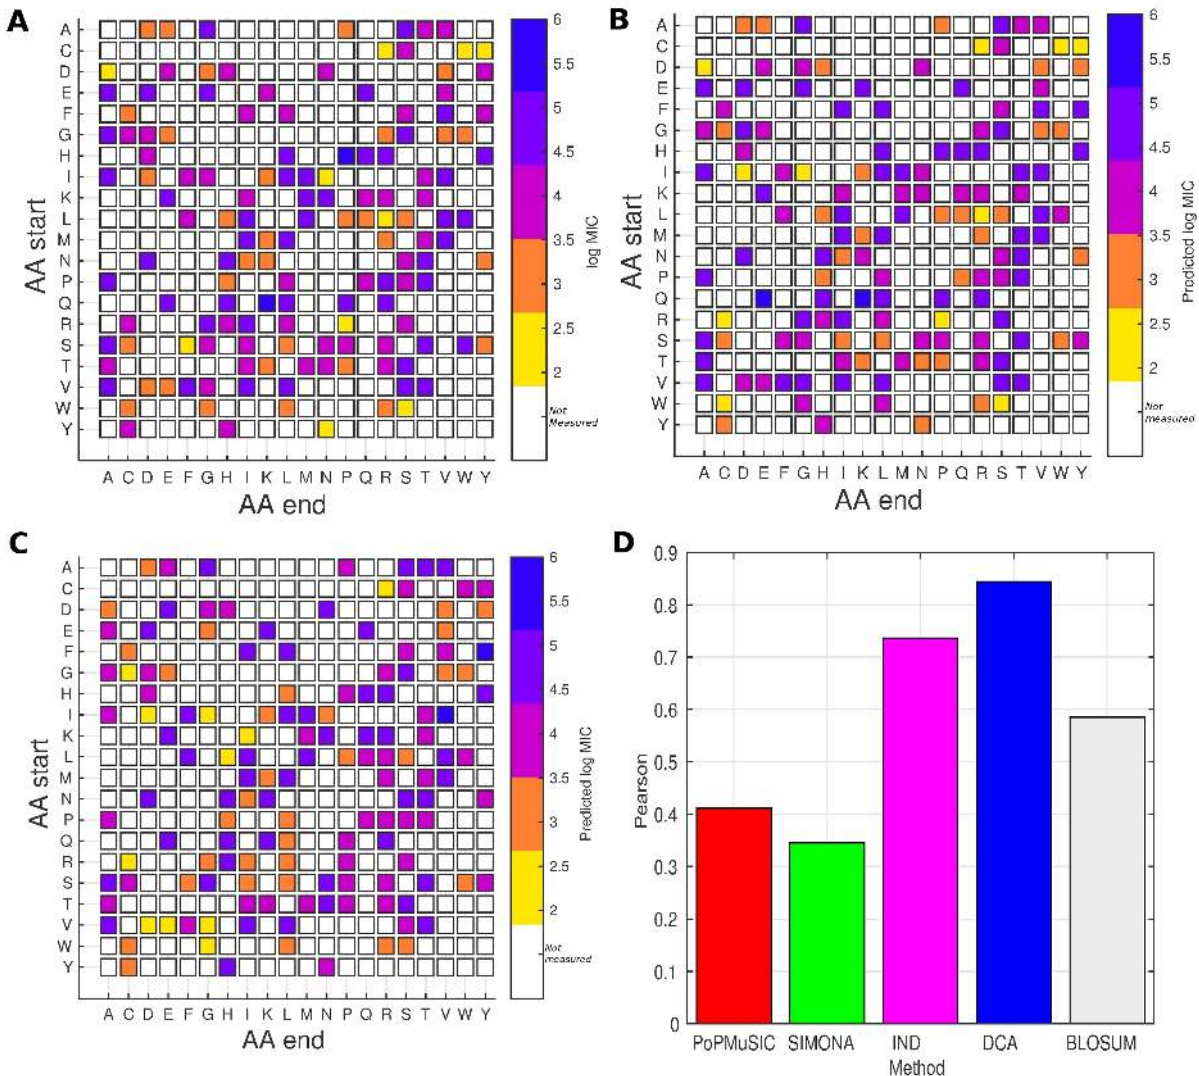 A
A
C
D
E
F
G
H
I
K
L
M
N
P
Q
R
S
T
V
W
Y
AA start
A C D E F G H I K L M N P Q R S T V W Y
AA end
6
5.5
5
4.5
4
3.5
3
2.5
2
Not
Measured
log MIC
B
A
C
D
E
F
G
H
I
K
L
M
N
P
Q
R
S
T
V
W
Y
AA start
A C D E F G H I K L M N P Q R S T V W Y
AA end
6
5.5
5
4.5
4
3.5
3
2.5
2
Not
measured
Predicted log MIC
C
A
C
D
E
F
G
H
I
K
L
M
N
P
Q
R
S
T
V
W
Y
AA start
A C D E F G H I K L M N P Q R S T V W Y
AA end
6
5.5
5
4.5
4
3.5
3
2.5
2
Not
measured
Predicted log MIC
D
0.9
0.8
0.7
0.6
0.5
0.4
0.3
0.2
0.1
0
Pearson
PoPMuSIC SIMONA IND DCA BLOSUM
Method